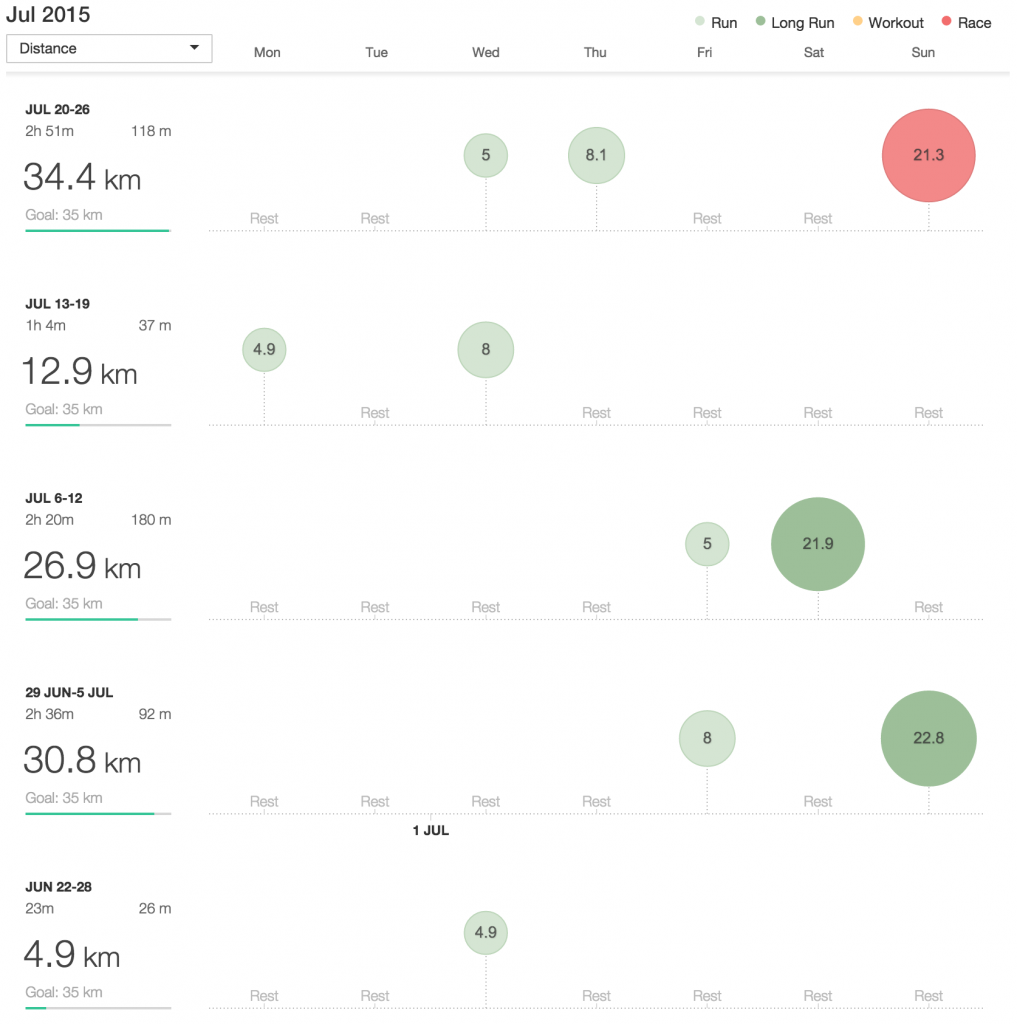 Jul 2015
Run Long Run Workout Race
Distance Mon Tue Wed Thu Fri Sat Sun
JUL 20-26
2h 51m 118 m
5 8.1 21.3
34.4 km
Goal: 35 km Rest Rest Rest Rest
JUL 13-19
1h 4m 37 m
4.9 8
12.9 km
Goal: 35 km Rest Rest Rest Rest Rest
JUL 6-12
2h 20m 180 m
5 21.9
26.9 km
Goal: 35 km Rest Rest Rest Rest Rest
29 JUN-5 JUL
2h 36m 92 m
8 22.8
30.8 km
Goal: 35 km Rest Rest Rest Rest Rest
1 JUL
JUN 22-28
23m 26 m
4.9
4.9 km
Goal: 35 km Rest Rest Rest Rest Rest Rest